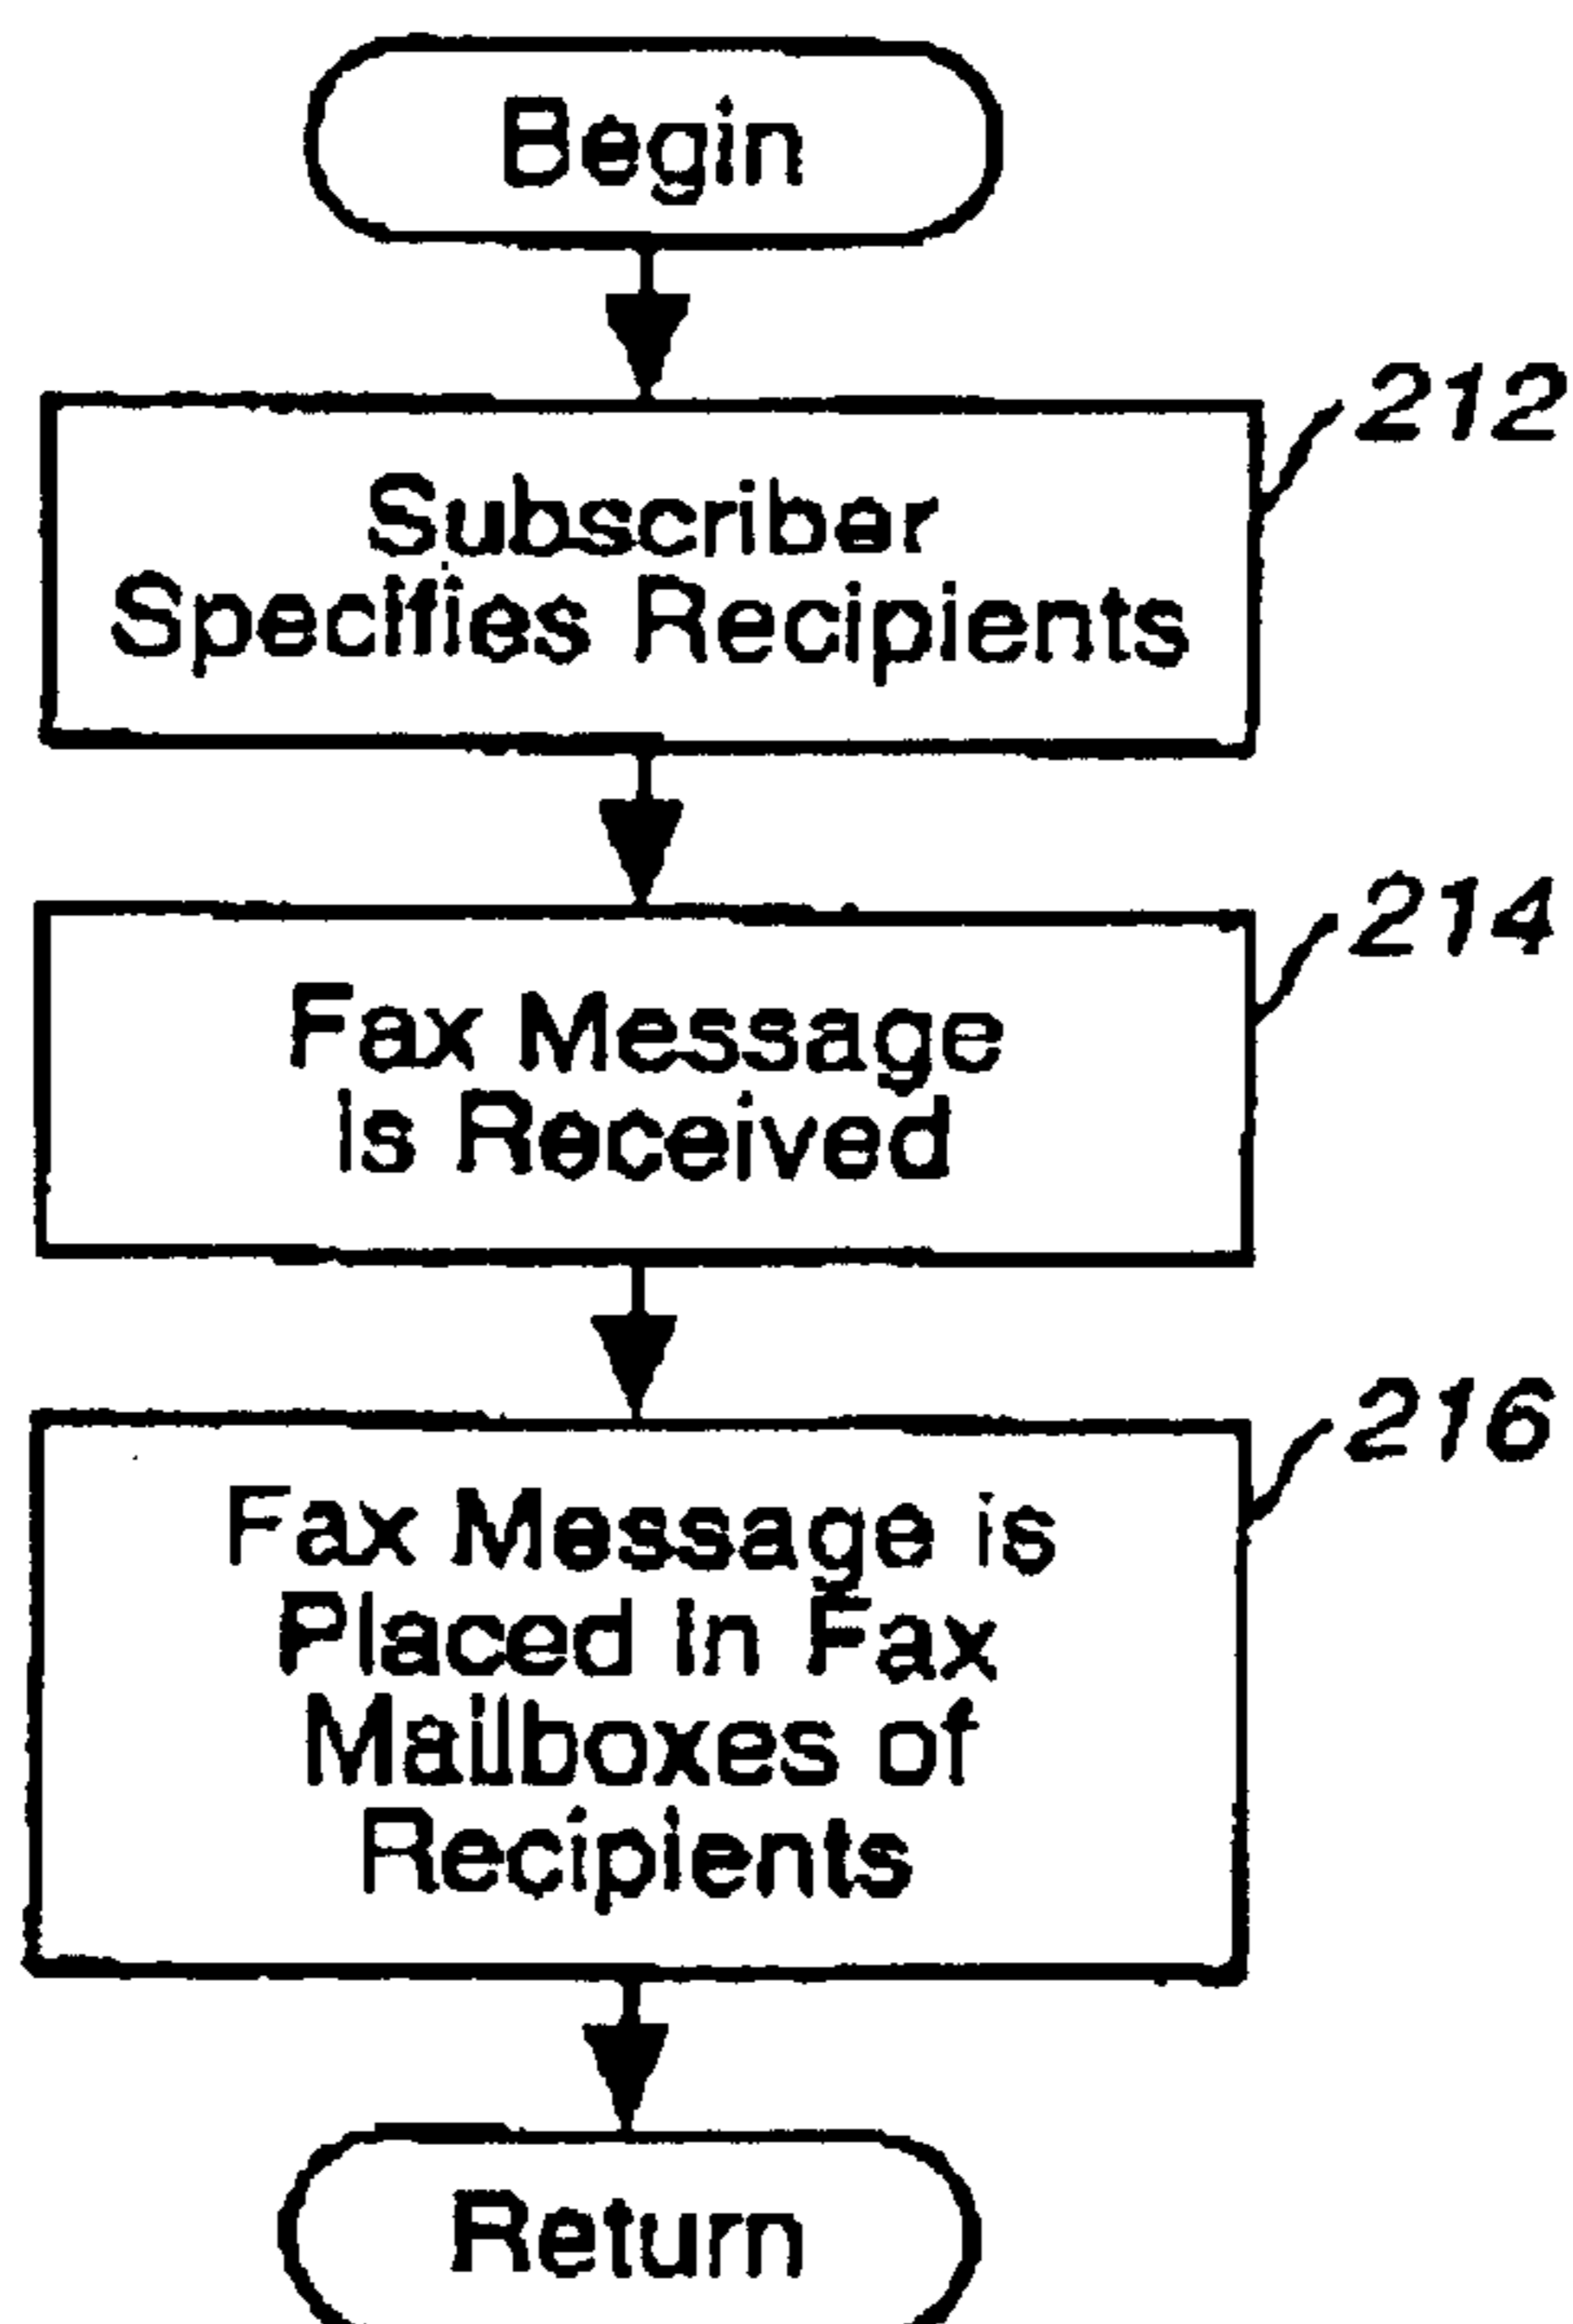 Begin
212
Subscriber
Specifies Recipients
214
Fax Message
is Received
216
Fax Message is
Placed in Fax
Mailboxes of
Recipients
Return